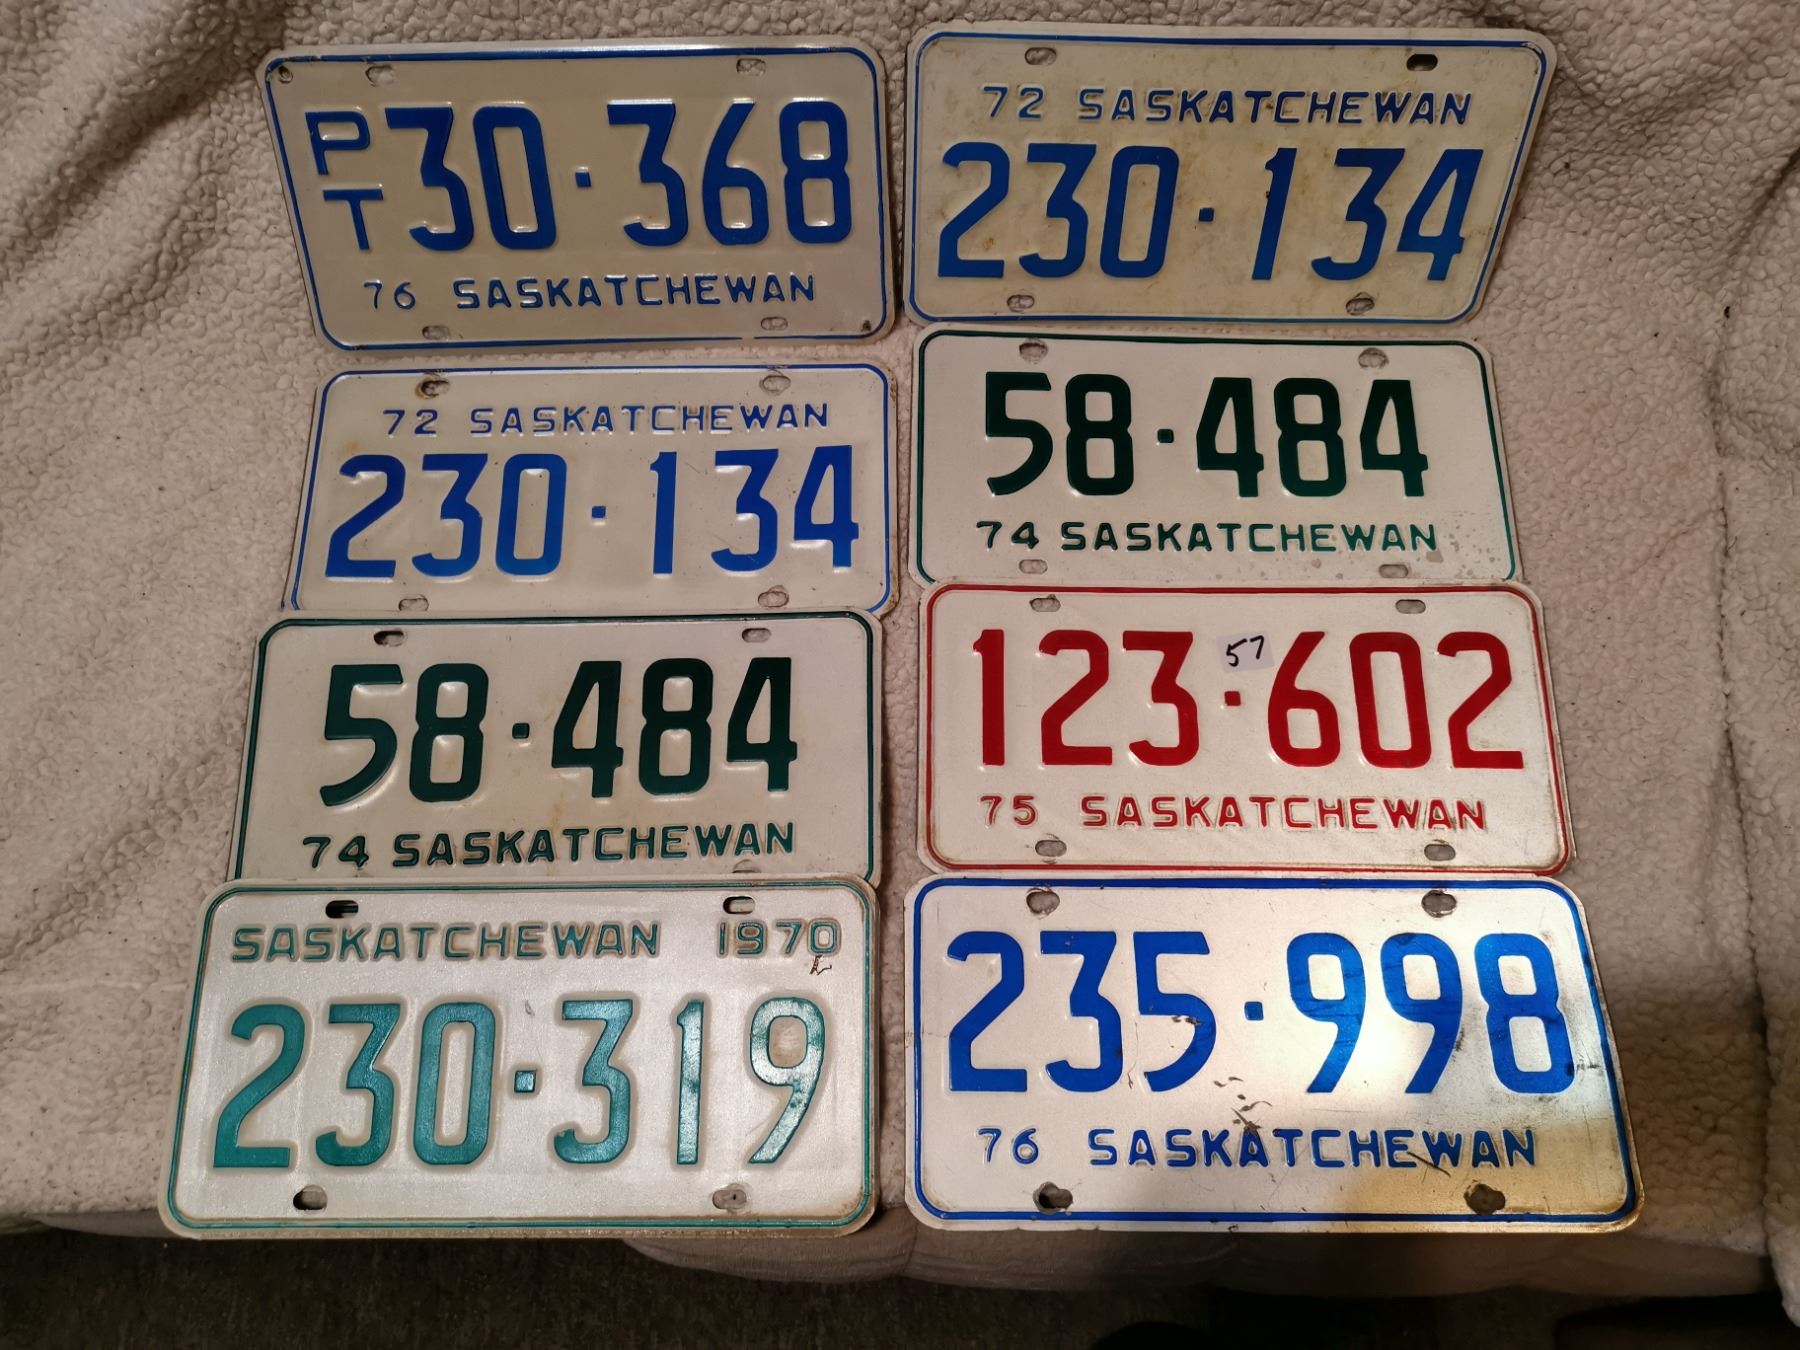 PT 30·368
76 SASKATCHEWAN
72 SASKATCHEWAN
230·134
72 SASKATCHEWAN
230·134
58·484
74 SASKATCHEWAN
58·484
74 SASKATCHEWAN
57
123·602
75 SASKATCHEWAN
SASKATCHEWAN 1970
230·319
235·998
76 SASKATCHEWAN